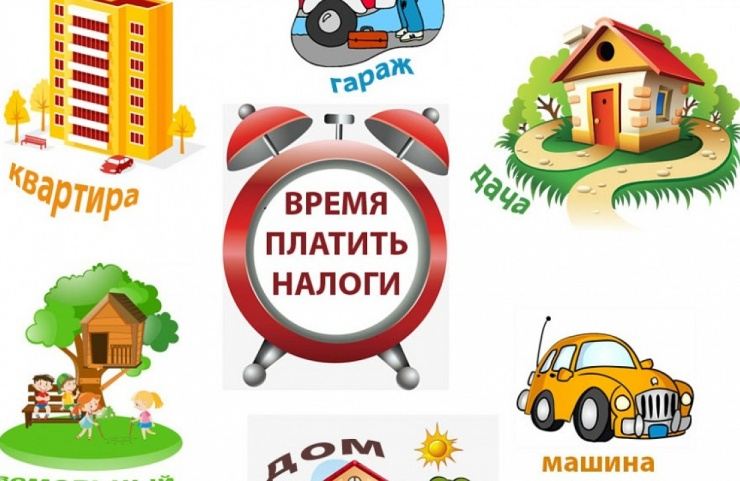 гараж
квартира
дача
ВРЕМЯ
ПЛАТИТЬ
НАЛОГИ
ДОМ
машина